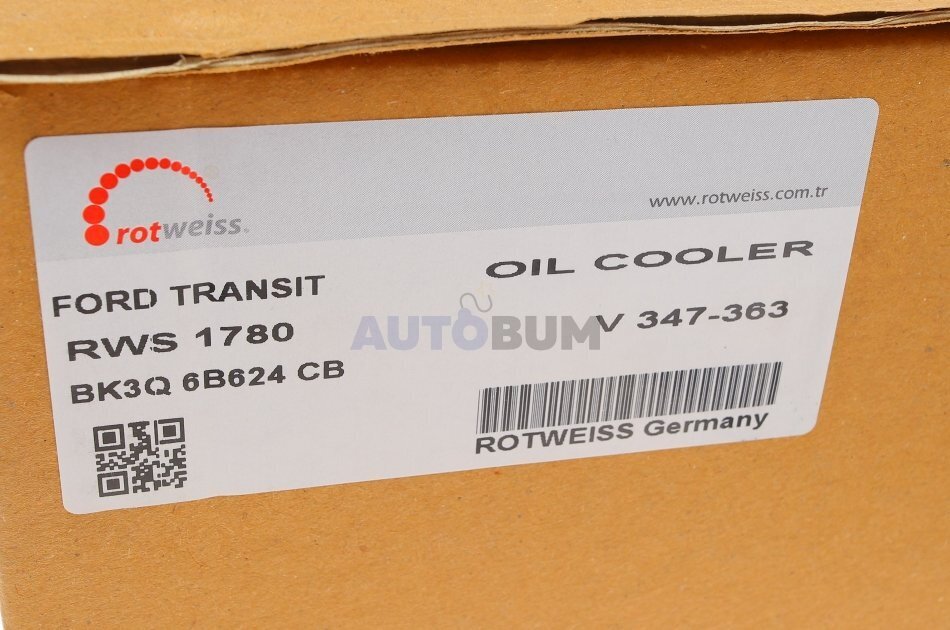 rotweiss
www.rotweiss.com.tr
FORD TRANSIT
OIL COOLER
RWS 1780
V 347-363
BK3Q 6B624 CB
ROTWEISS Germany
AUTOBUM